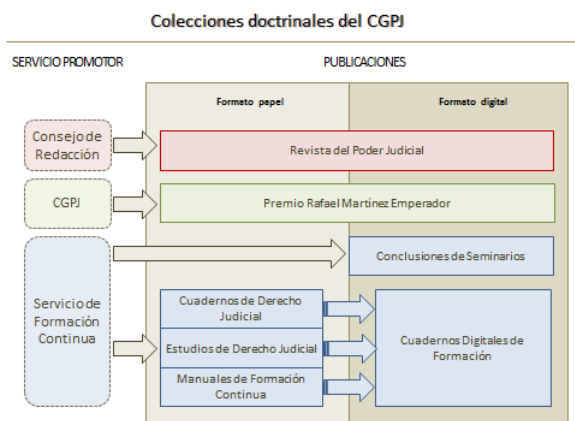 Colecciones doctrinales del CGPJ
SERVICIO PROMOTOR
PUBLICACIONES
Formato papel
Formato digital
Consejo de
Redacción
Revista del Poder Judicial
CGPJ
Premio Rafael Martínez Emperador
Conclusiones de Seminarios
Servicio de
Formación
Continua
Cuadernos de Derecho
Judicial
Estudios de Derecho Judicial
Manuales de Formación
Continua
Cuadernos Digitales de
Formación